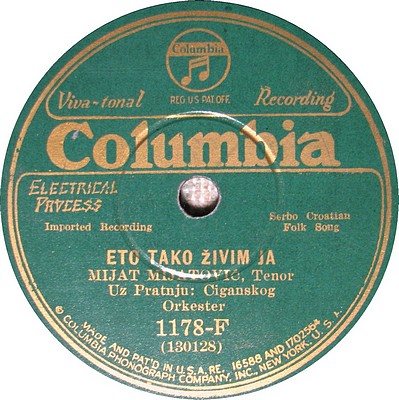 Columbia
Viva-tonal Recording
REG. U.S. PAT. OFF.
Columbia
ELECTRICAL
PROCESS
Imported Recording
Serbo Croatian
Folk Song
ETO TAKO ŽIVIM JA
MIJAT MIJATOVIĆ, Tenor
Uz Pratnju: Ciganskog
Orkester
1178-F
(130128)
MADE AND PAT'D IN U.S.A. RE. 16588 AND 1702564
COLUMBIA PHONOGRAPH COMPANY, INC., NEW YORK, U. S. A.